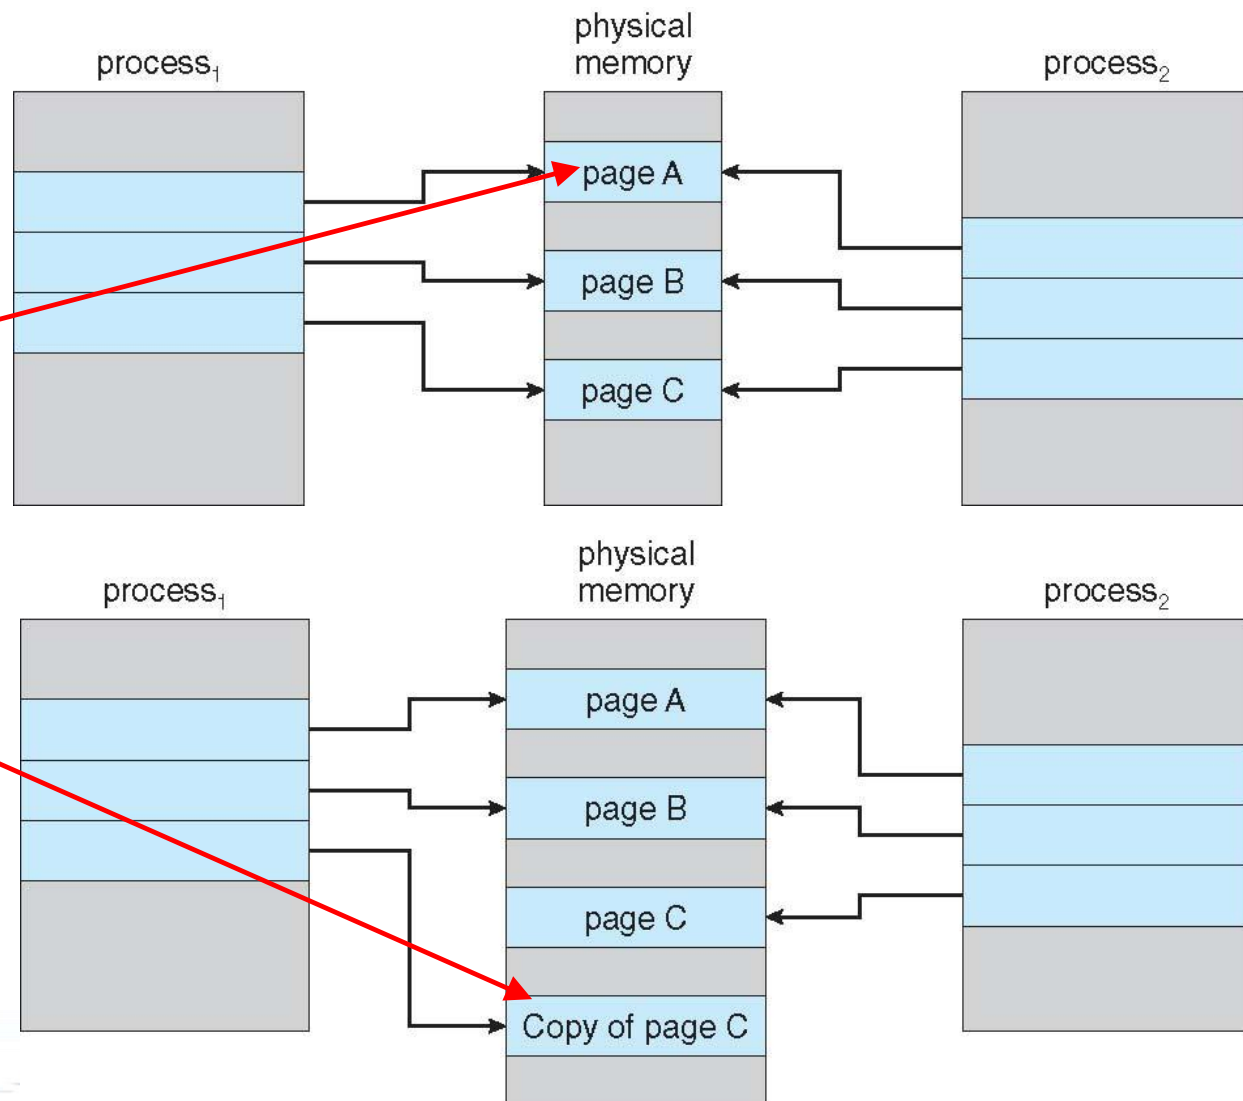 physical
memory
process₁
process₂
page A
page B
page C
physical
memory
process₁
process₂
page A
page B
page C
Copy of page C